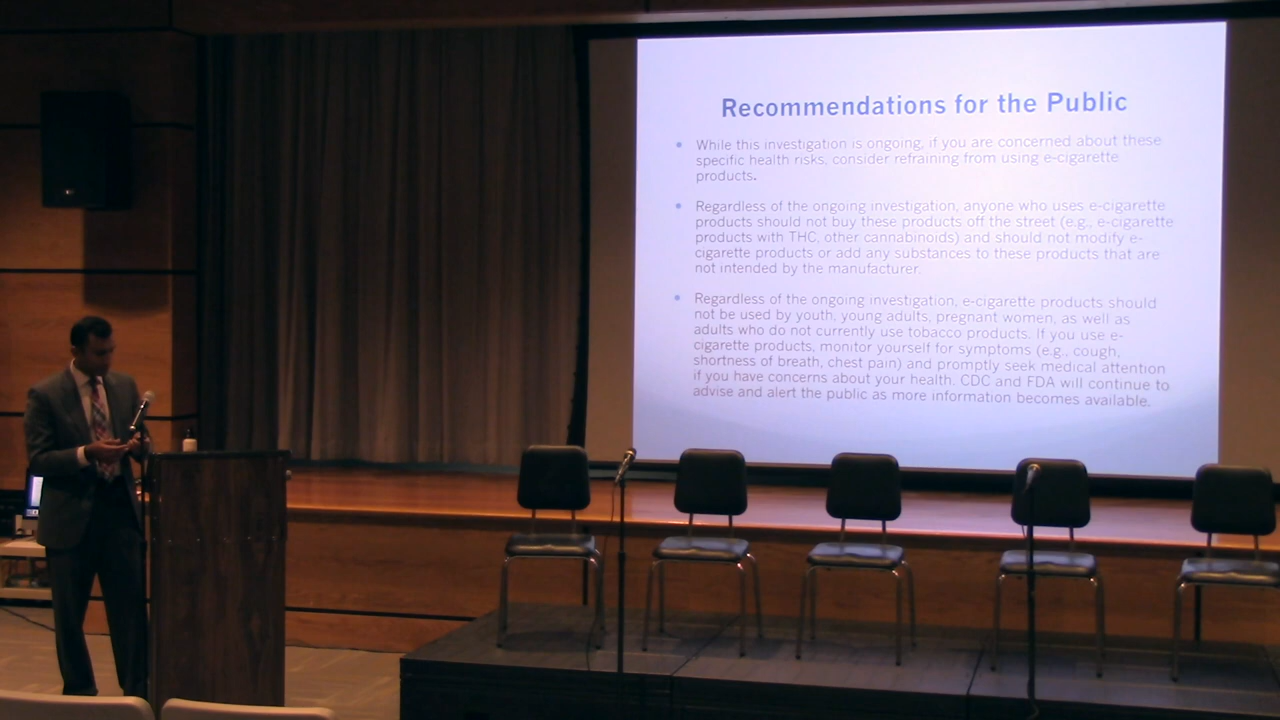 Recommendations for the Public
• While this investigation is ongoing, if you are concerned about these
specific health risks, consider refraining from using e-cigarette
products.
• Regardless of the ongoing investigation, anyone who uses e-cigarette
products should not buy these products off the street (e.g., e-cigarette
products with THC, other cannabinoids) and should not modify e-
cigarette products or add any substances to these products that are
not intended by the manufacturer.
• Regardless of the ongoing investigation, e-cigarette products should
not be used by youth, young adults, pregnant women, as well as
adults who do not currently use tobacco products. If you use e-
cigarette products, monitor yourself for symptoms (e.g., cough,
shortness of breath, chest pain) and promptly seek medical attention
if you have concerns about your health. CDC and FDA will continue to
advise and alert the public as more information becomes available.